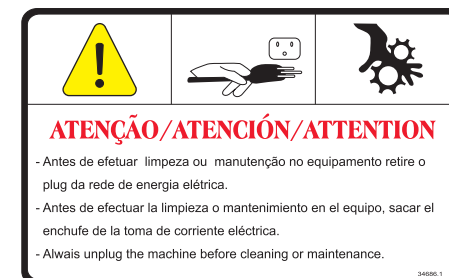 ATENÇÃO/ATENCIÓN/ATTENTION
- Antes de efetuar limpeza ou manutenção no equipamento retire o
plug da rede de energia elétrica.
- Antes de efectuar la limpieza o mantenimiento en el equipo, sacar el
enchufe de la toma de corriente eléctrica.
- Alwais unplug the machine before cleaning or maintenance.
34686.1